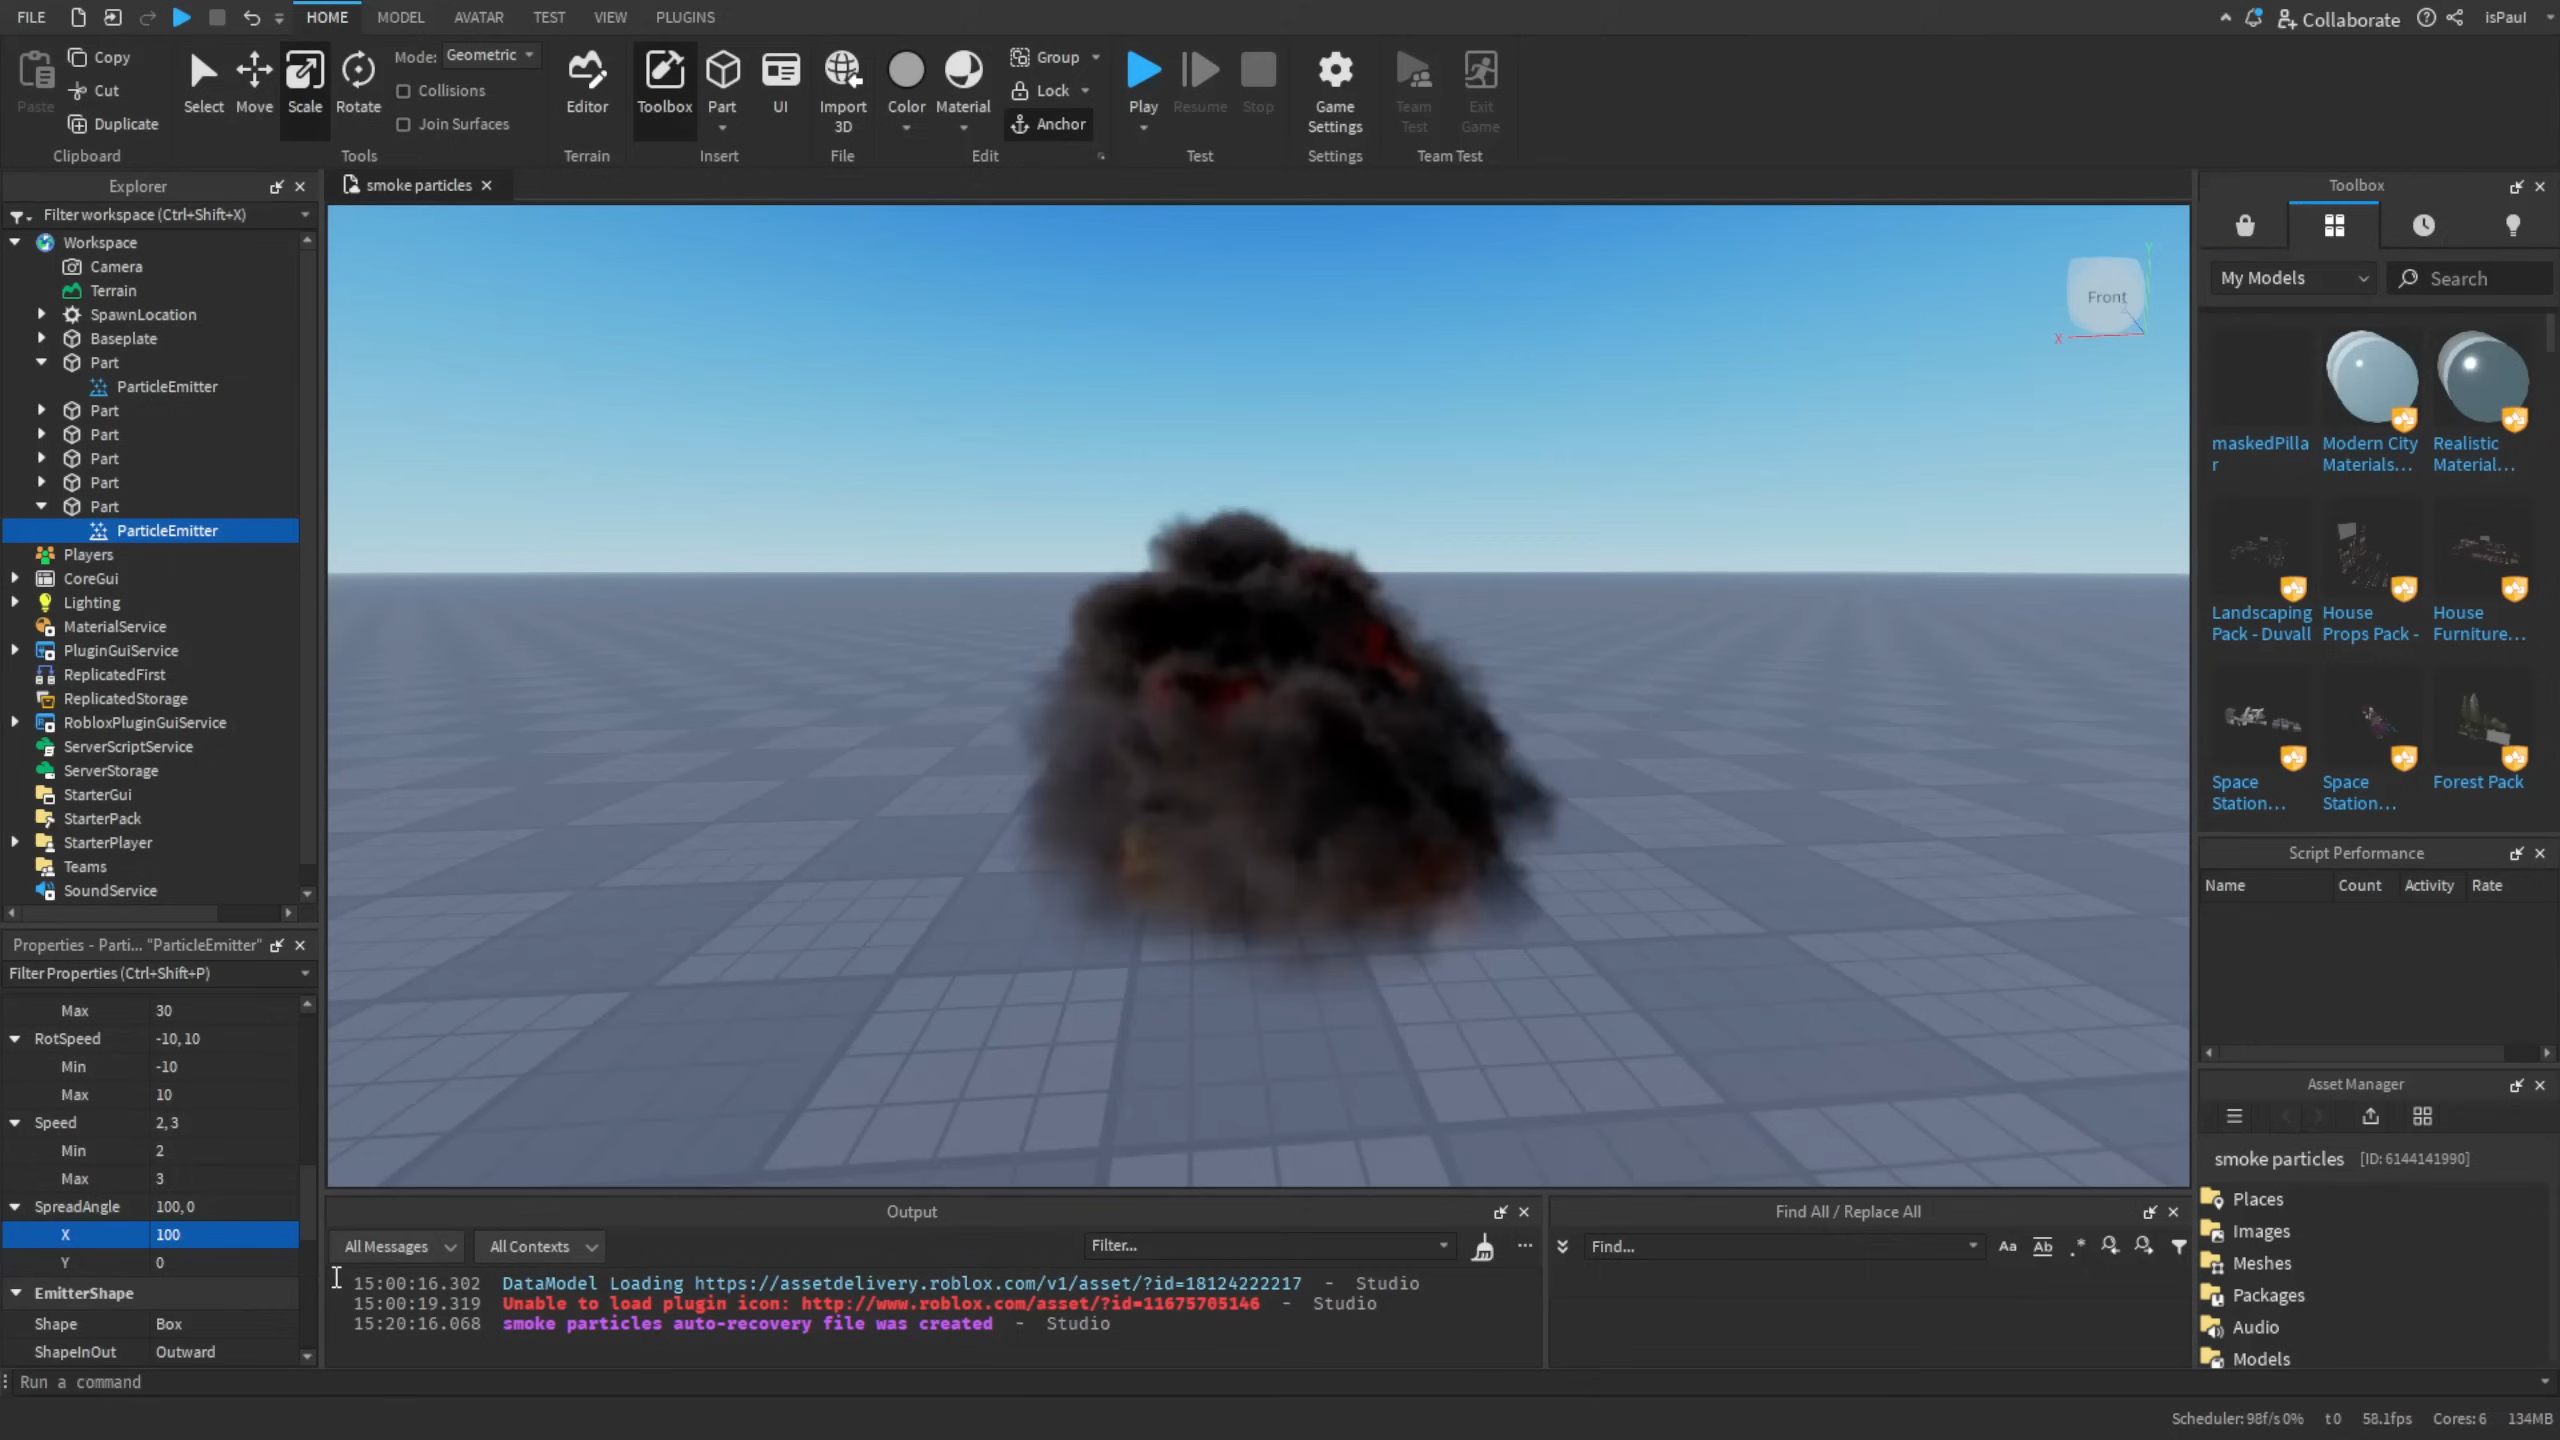 FILE HOME MODEL AVATAR TEST VIEW PLUGINS Collaborate isPaul
Paste Copy Cut Duplicate
Clipboard
Select Move Scale Rotate
Mode: Geometric
Collisions
Join Surfaces
Tools
Editor
Terrain
Toolbox Part UI
Insert
Import 3D
File
Color Material
Group
Lock
Anchor
Edit
Play Resume Stop
Test
Game Settings
Settings
Team Test
Exit Game
Team Test
Explorer
Filter workspace (Ctrl+Shift+X)
Workspace
Camera
Terrain
SpawnLocation
Baseplate
Part
ParticleEmitter
Part
Part
Part
Part
Part
ParticleEmitter
Players
CoreGui
Lighting
MaterialService
PluginGuiService
ReplicatedFirst
ReplicatedStorage
RobloxPluginGuiService
ServerScriptService
ServerStorage
StarterGui
StarterPack
StarterPlayer
Teams
SoundService
Properties - Parti... "ParticleEmitter"
Filter Properties (Ctrl+Shift+P)
Max 30
RotSpeed -10, 10
Min -10
Max 10
Speed 2, 3
Min 2
Max 3
SpreadAngle 100, 0
X 100
Y 0
EmitterShape
Shape Box
ShapeInOut Outward
smoke particles
Front
Y
X
Output
All Messages All Contexts Filter...
15:00:16.302 DataModel Loading https://assetdelivery.roblox.com/v1/asset/?id=18124222217 - Studio
15:00:19.319 Unable to load plugin icon: http://www.roblox.com/asset/?id=11675705146 - Studio
15:20:16.068 smoke particles auto-recovery file was created - Studio
Find All / Replace All
Find... Aa Ab .*
Toolbox
My Models Search
maskedPilla
r
Modern City
Materials...
Realistic
Material...
Landscaping
Pack - Duvall
House
Props Pack -
House
Furniture...
Space
Station...
Space
Station...
Forest Pack
Script Performance
Name Count Activity Rate
Asset Manager
smoke particles [ID: 6144141990]
Places
Images
Meshes
Packages
Audio
Models
Run a command
Scheduler: 98f/s 0% t 0 58.1fps Cores: 6 134MB